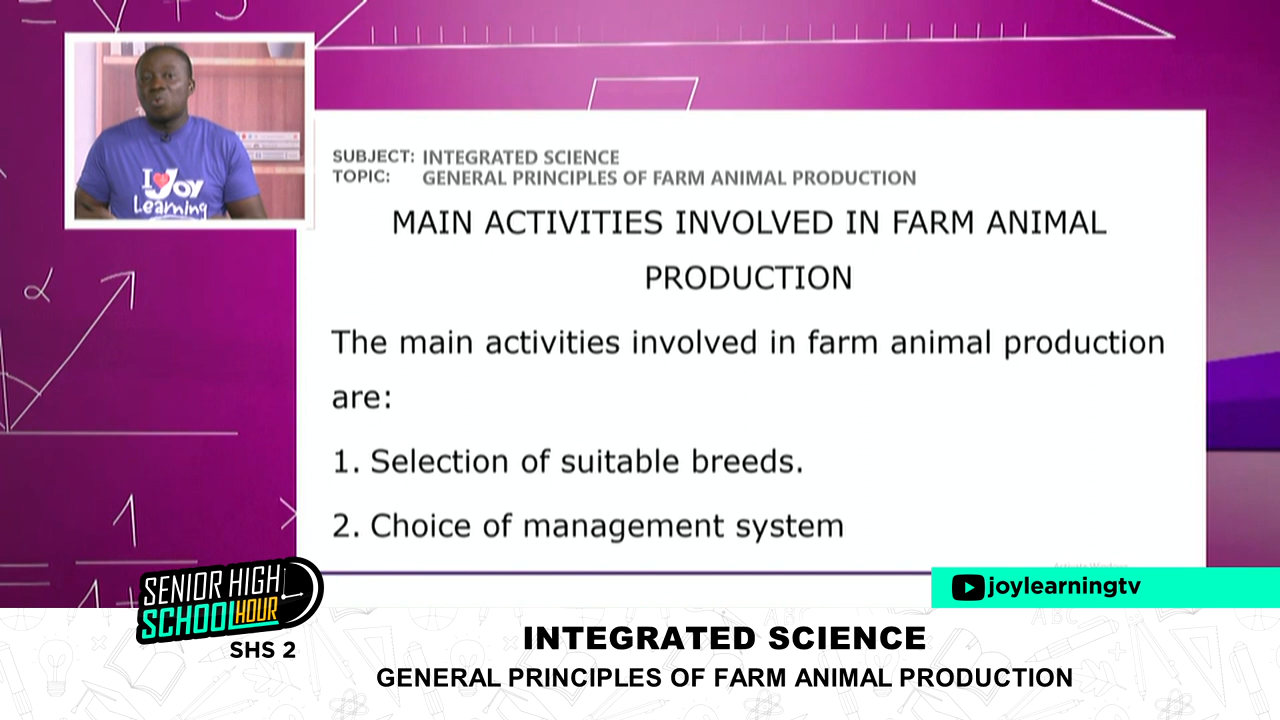 I Joy
Learning
SUBJECT: INTEGRATED SCIENCE
TOPIC: GENERAL PRINCIPLES OF FARM ANIMAL PRODUCTION
MAIN ACTIVITIES INVOLVED IN FARM ANIMAL
PRODUCTION
The main activities involved in farm animal production
are:
1. Selection of suitable breeds.
2. Choice of management system
SENIOR HIGH
SCHOOL HOUR
SHS 2
joylearningtv
INTEGRATED SCIENCE
GENERAL PRINCIPLES OF FARM ANIMAL PRODUCTION